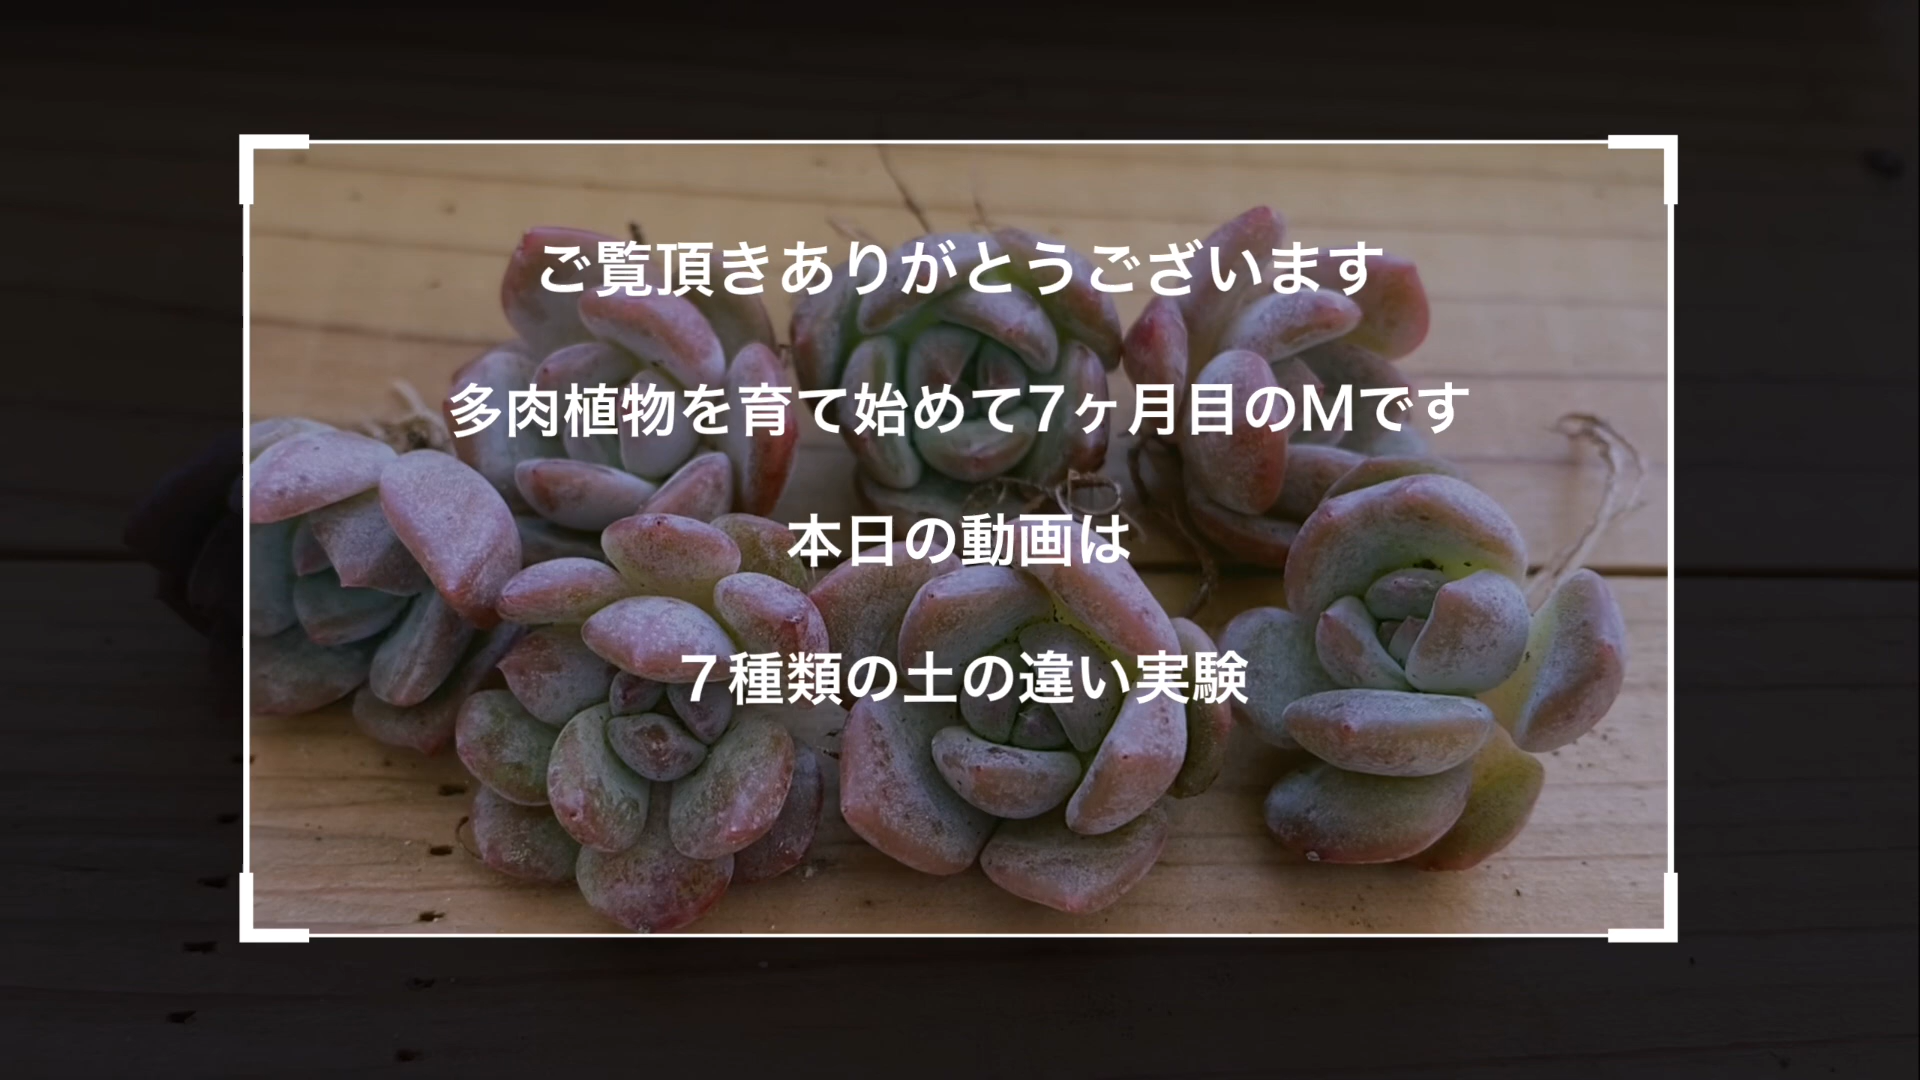 ご覧頂きありがとうございます
多肉植物を育て始めて7ヶ月目のMです
本日の動画は
７種類の土の違い実験